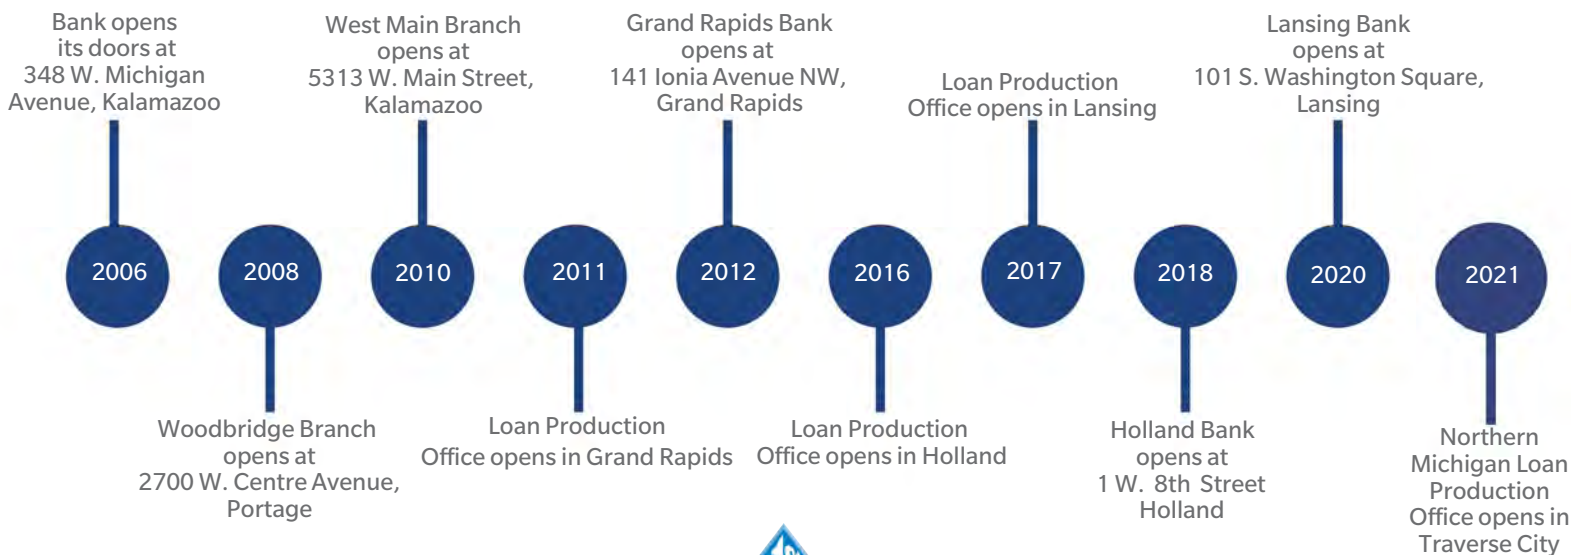 Bank opens
its doors at
348 W. Michigan
Avenue, Kalamazoo
West Main Branch
opens at
5313 W. Main Street,
Kalamazoo
Grand Rapids Bank
opens at
141 Ionia Avenue NW,
Grand Rapids
Loan Production
Office opens in Lansing
Lansing Bank
opens at
101 S. Washington Square,
Lansing
2006
2008
2010
2011
2012
2016
2017
2018
2020
2021
Woodbridge Branch
opens at
2700 W. Centre Avenue,
Portage
Loan Production
Office opens in Grand Rapids
Loan Production
Office opens in Holland
Holland Bank
opens at
1 W. 8th Street
Holland
Northern
Michigan Loan
Production
Office opens in
Traverse City